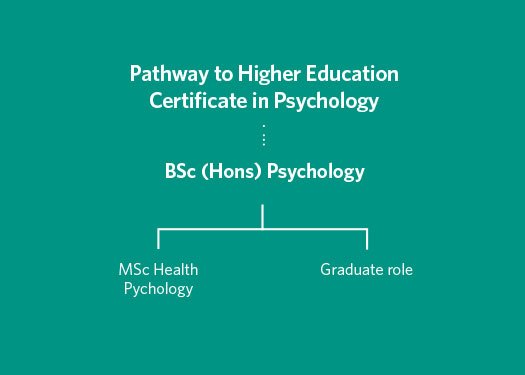 Pathway to Higher Education
Certificate in Psychology
BSc (Hons) Psychology
MSc Health
Pychology
Graduate role